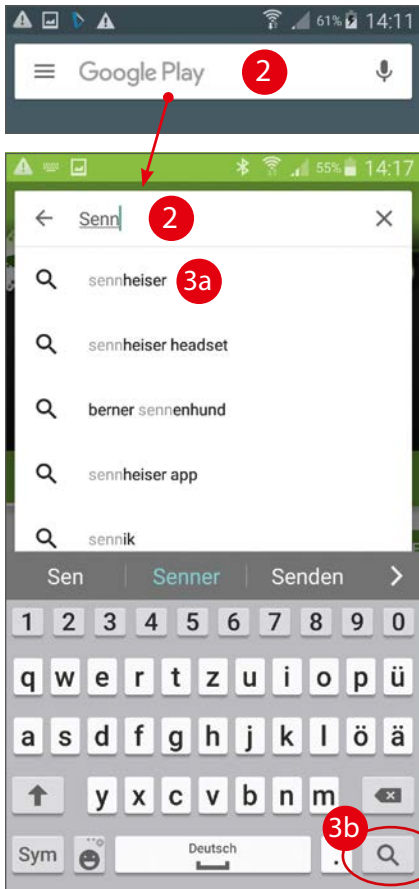 61% 14:11
Google Play 2
55% 14:17
Senn 2
sennheiser 3a
sennheiser headset
berner sennenhund
sennheiser app
sennik
Sen Senner Senden
1 2 3 4 5 6 7 8 9 0
q w e r t z u i o p ü
a s d f g h j k l ö ä
y x c v b n m
3b
Sym Deutsch .